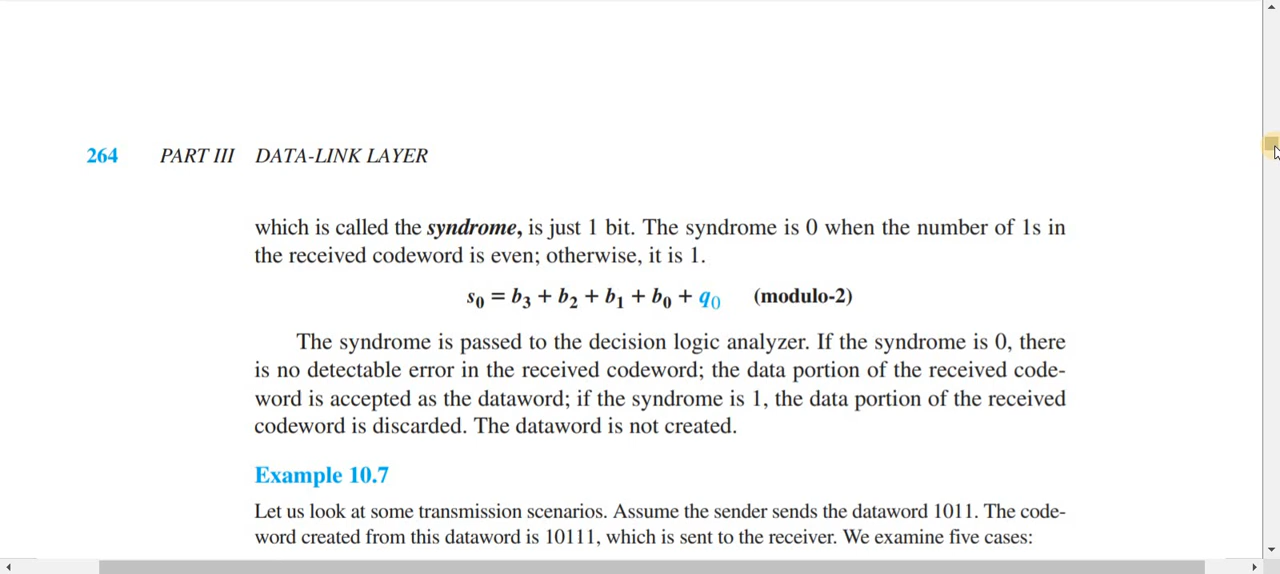 264 PART III DATA-LINK LAYER
which is called the syndrome, is just 1 bit. The syndrome is 0 when the number of 1s in
the received codeword is even; otherwise, it is 1.
s₀ = b₃ + b₂ + b₁ + b₀ + q₀ (modulo-2)
The syndrome is passed to the decision logic analyzer. If the syndrome is 0, there
is no detectable error in the received codeword; the data portion of the received code-
word is accepted as the dataword; if the syndrome is 1, the data portion of the received
codeword is discarded. The dataword is not created.
Example 10.7
Let us look at some transmission scenarios. Assume the sender sends the dataword 1011. The code-
word created from this dataword is 10111, which is sent to the receiver. We examine five cases: